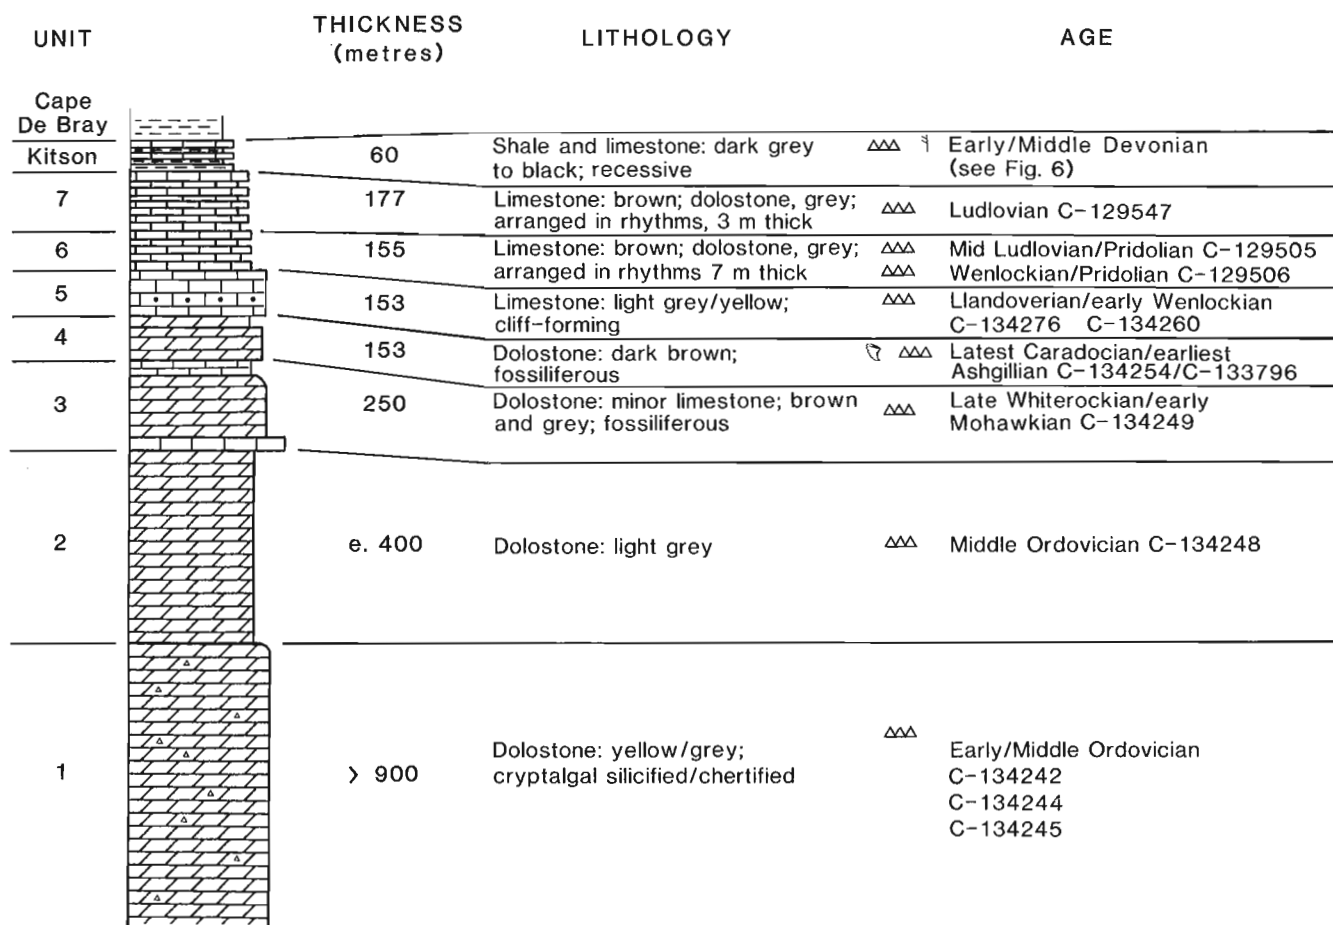 UNIT
THICKNESS
(metres)
LITHOLOGY
AGE
Cape
De Bray
Kitson
60
Shale and limestone: dark grey
to black; recessive
Early/Middle Devonian
(see Fig. 6)
7
177
Limestone: brown; dolostone, grey;
arranged in rhythms, 3 m thick
Ludlovian C-129547
6
155
Limestone: brown; dolostone, grey;
arranged in rhythms 7 m thick
Mid Ludlovian/Pridolian C-129505
Wenlockian/Pridolian C-129506
5
153
Limestone: light grey/yellow;
cliff-forming
Llandoverian/early Wenlockian
C-134276 C-134260
4
153
Dolostone: dark brown;
fossiliferous
Latest Caradocian/earliest
Ashgillian C-134254/C-133796
3
250
Dolostone: minor limestone; brown
and grey; fossiliferous
Late Whiterockian/early
Mohawkian C-134249
2
e. 400
Dolostone: light grey
Middle Ordovician C-134248
1
> 900
Dolostone: yellow/grey;
cryptalgal silicified/chertified
Early/Middle Ordovician
C-134242
C-134244
C-134245